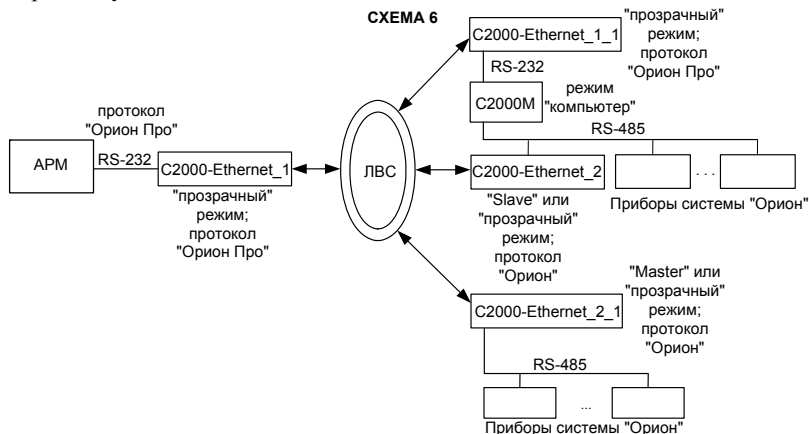 СХЕМА 6
C2000-Ethernet_1_1
"прозрачный"
режим;
протокол
"Орион Про"
RS-232
C2000M
режим
"компьютер"
RS-485
протокол
"Орион Про"
АРМ
RS-232
C2000-Ethernet_1
"прозрачный"
режим;
протокол
"Орион Про"
ЛВС
C2000-Ethernet_2
"Slave" или
"прозрачный"
режим;
протокол
"Орион"
. . .
Приборы системы "Орион"
C2000-Ethernet_2_1
"Master" или
"прозрачный"
режим;
протокол
"Орион"
RS-485
...
Приборы системы "Орион"